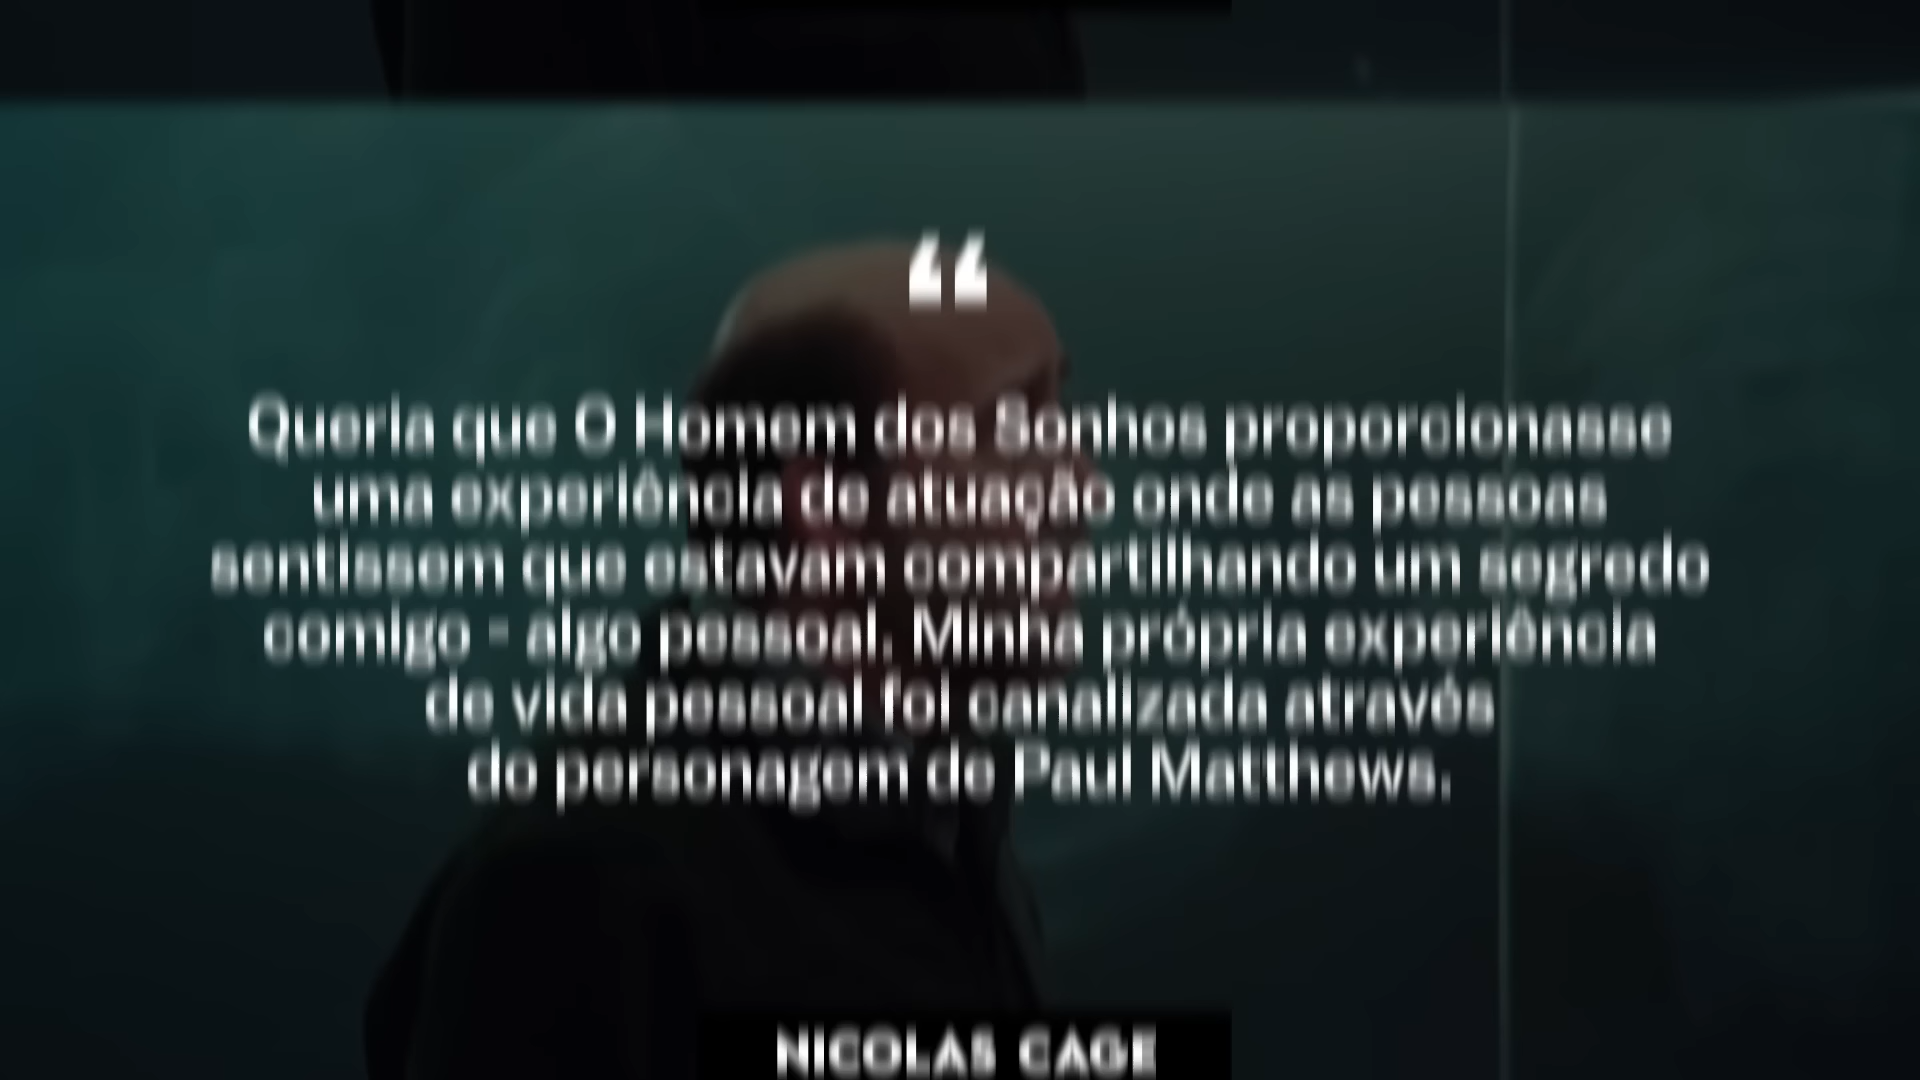 “
Queria que O Homem dos Sonhos proporcionasse
uma experiência de atuação onde as pessoas
sentissem que estavam compartilhando um segredo
comigo - algo pessoal. Minha própria experiência
de vida pessoal foi canalizada através
do personagem de Paul Matthews.
NICOLAS CAGE